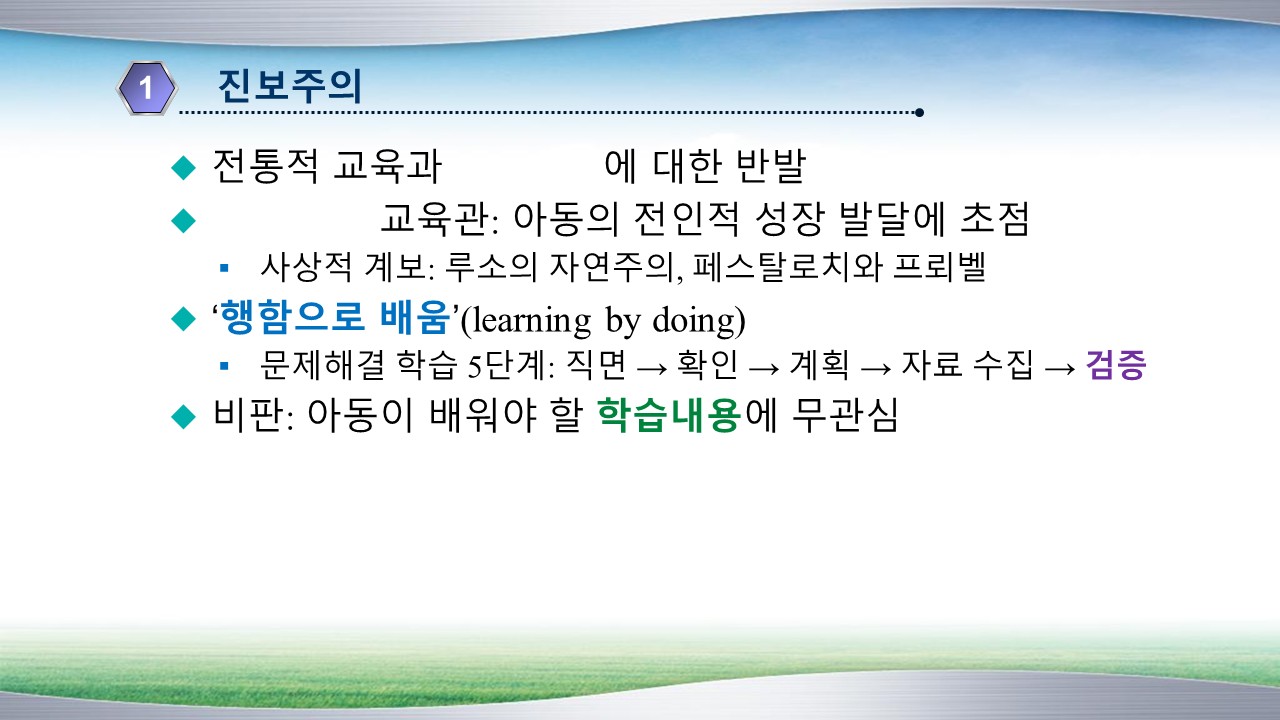 1 진보주의
전통적 교육과 에 대한 반발
교육관: 아동의 전인적 성장 발달에 초점
사상적 계보: 루소의 자연주의, 페스탈로치와 프뢰벨
‘행함으로 배움’(learning by doing)
문제해결 학습 5단계: 직면 → 확인 → 계획 → 자료 수집 → 검증
비판: 아동이 배워야 할 학습내용에 무관심